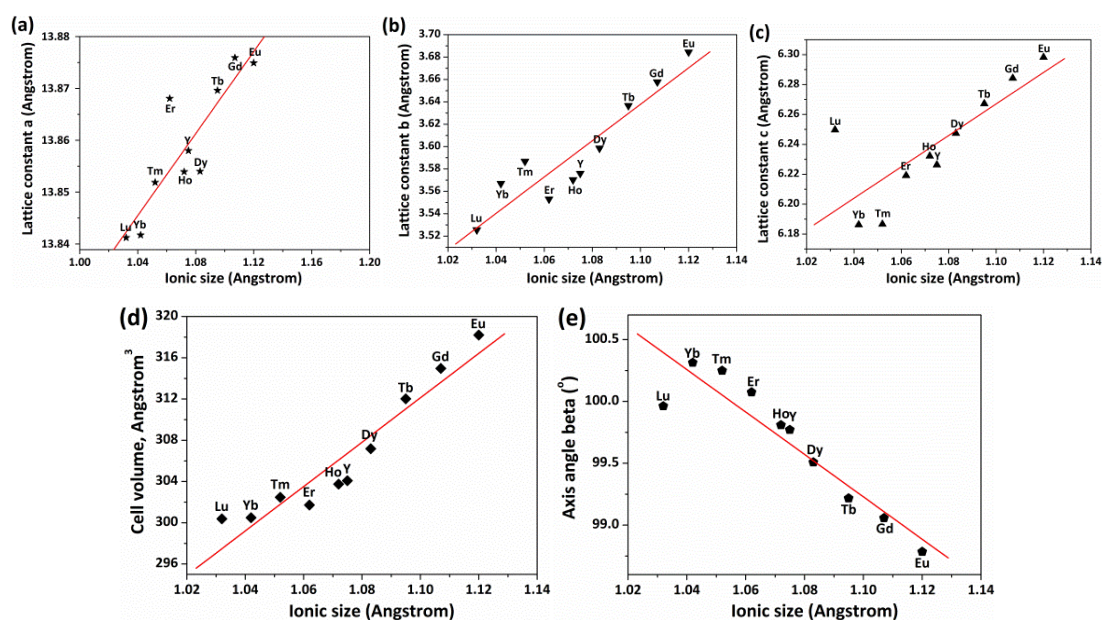 (a)
Lattice constant a (Angstrom)
13.88
13.87
13.86
13.85
13.84
Eu
Gd
Tb
Er
Y
Dy
Ho
Tm
Lu
Yb
1.00 1.04 1.08 1.12 1.16 1.20
Ionic size (Angstrom)
(b)
Lattice constant b (Angstrom)
3.70
3.68
3.66
3.64
3.62
3.60
3.58
3.56
3.54
3.52
Eu
Gd
Tb
Dy
Tm
Y
Yb
Er
Ho
Lu
1.02 1.04 1.06 1.08 1.10 1.12 1.14
Ionic size (Angstrom)
(c)
Lattice constant c (Angstrom)
6.30
6.28
6.26
6.24
6.22
6.20
6.18
Eu
Gd
Tb
Lu
Dy
Ho
Y
Er
Yb
Tm
1.02 1.04 1.06 1.08 1.10 1.12 1.14
Ionic size (Angstrom)
(d)
Cell volume, Angstrom3
320
316
312
308
304
300
296
Eu
Gd
Tb
Dy
Ho
Y
Tm
Er
Lu
Yb
1.02 1.04 1.06 1.08 1.10 1.12 1.14
Ionic size (Angstrom)
(e)
Axis angle beta (°)
100.5
100.0
99.5
99.0
Yb
Tm
Er
Lu
Ho
Y
Dy
Tb
Gd
Eu
1.02 1.04 1.06 1.08 1.10 1.12 1.14
Ionic size (Angstrom)